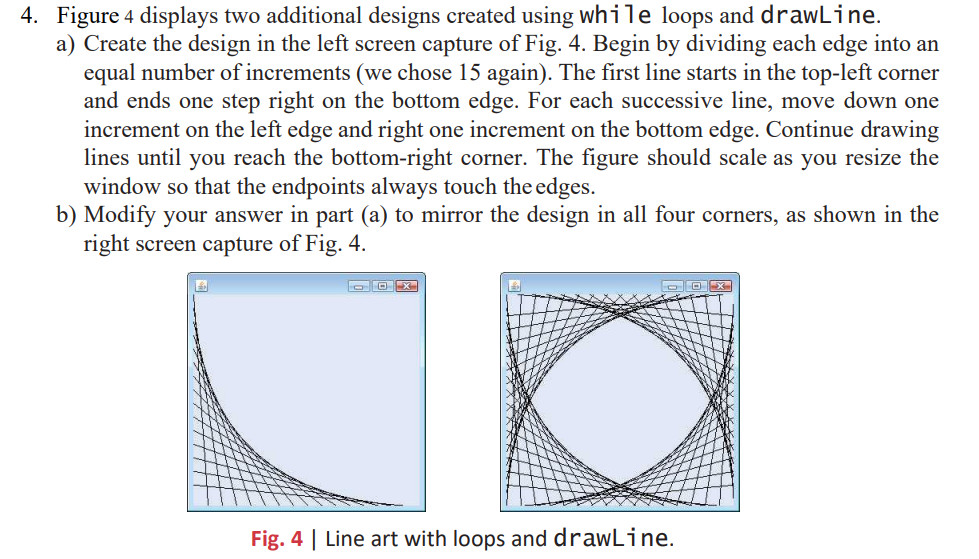 4. Figure 4 displays two additional designs created using while loops and drawLine.
a) Create the design in the left screen capture of Fig. 4. Begin by dividing each edge into an
equal number of increments (we chose 15 again). The first line starts in the top-left corner
and ends one step right on the bottom edge. For each successive line, move down one
increment on the left edge and right one increment on the bottom edge. Continue drawing
lines until you reach the bottom-right corner. The figure should scale as you resize the
window so that the endpoints always touch the edges.
b) Modify your answer in part (a) to mirror the design in all four corners, as shown in the
right screen capture of Fig. 4.
Fig. 4 | Line art with loops and drawLine.